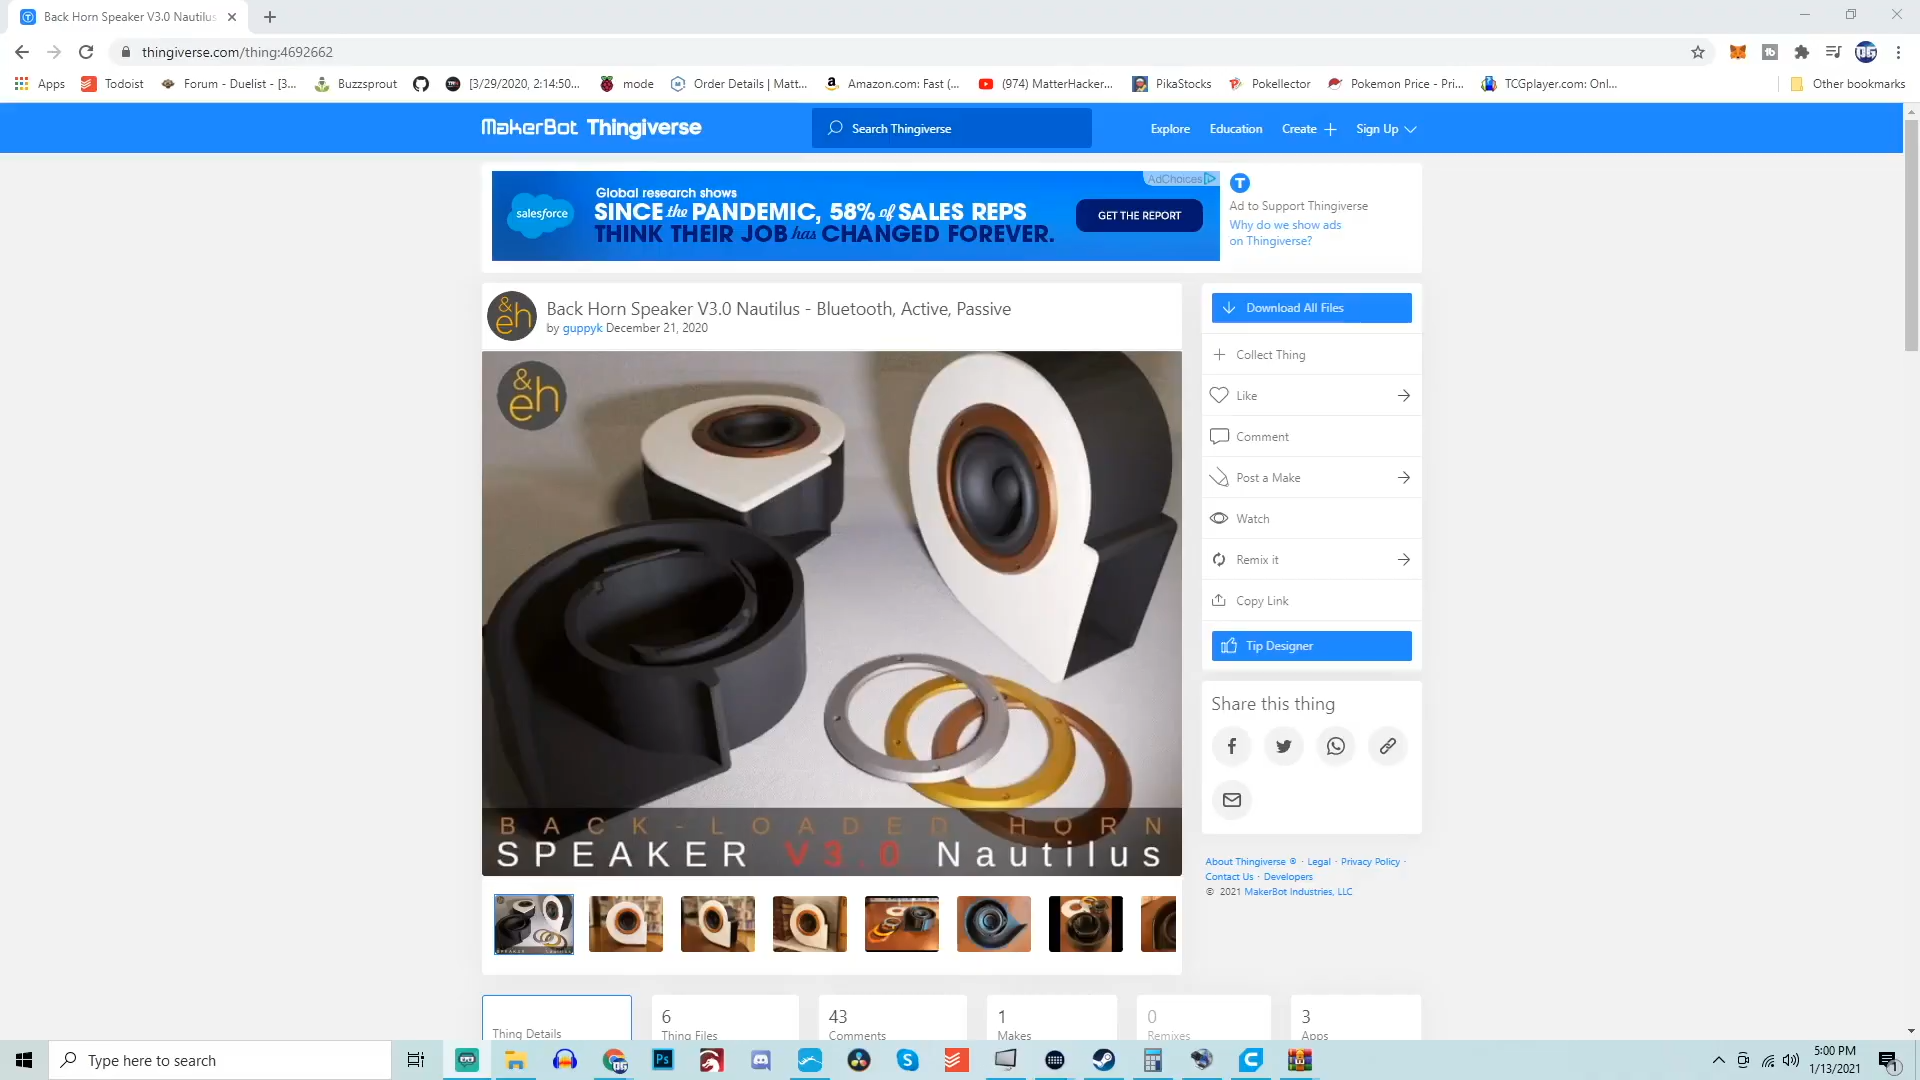 Back Horn Speaker V3.0 Nautilus
thingiverse.com/thing:4692662
Apps
Todoist
Forum - Duelist - [3...
Buzzsprout
[3/29/2020, 2:14:50...
mode
Order Details | Matt...
Amazon.com: Fast (...
(974) MatterHacker...
PikaStocks
Pokellector
Pokemon Price - Pri...
TCGplayer.com: Onl...
Other bookmarks
MakerBot Thingiverse
Search Thingiverse
Explore
Education
Create
Sign Up
salesforce
Global research shows
SINCE the PANDEMIC, 58% of SALES REPS
THINK THEIR JOB has CHANGED FOREVER.
GET THE REPORT
AdChoices
Ad to Support Thingiverse
Why do we show ads
on Thingiverse?
&
eh
Back Horn Speaker V3.0 Nautilus - Bluetooth, Active, Passive
by guppyk December 21, 2020
&
eh
BACK-LOADED HORN
SPEAKER V3.0 Nautilus
Download All Files
Collect Thing
Like
Comment
Post a Make
Watch
Remix it
Copy Link
Tip Designer
Share this thing
About Thingiverse ® · Legal · Privacy Policy ·
Contact Us · Developers
© 2021 MakerBot Industries, LLC
Thing Details
6
Thing Files
43
Comments
1
Makes
0
Remixes
3
Apps
Type here to search
Ps
5:00 PM
1/13/2021
1